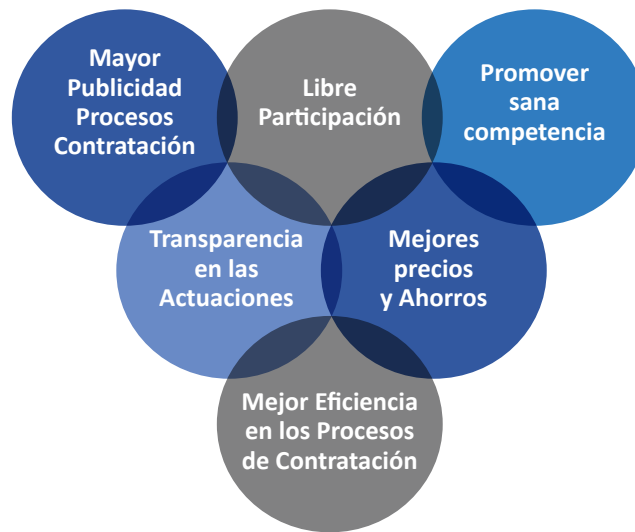 Mayor
Publicidad
Procesos
Contratación
Libre
Participación
Promover
sana
competencia
Transparencia
en las
Actuaciones
Mejores
precios
y Ahorros
Mejor Eficiencia
en los Procesos
de Contratación